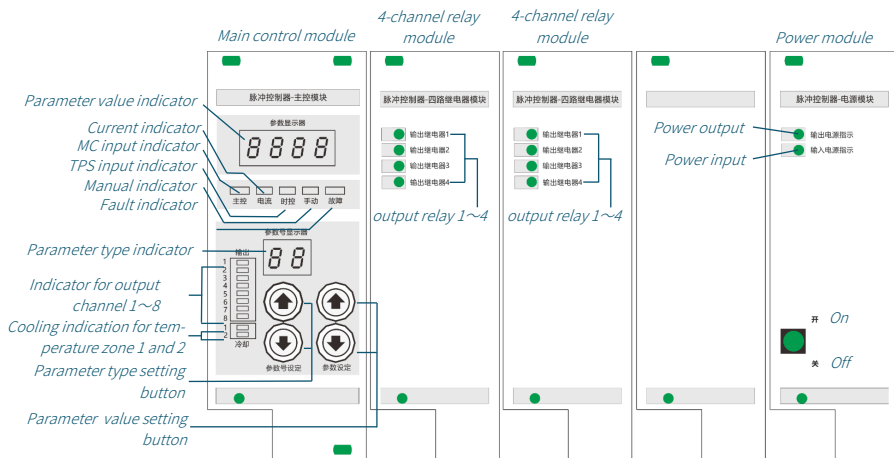 4-channel relay
module
4-channel relay
module
Main control module
Power module
脉冲控制器-主控模块
脉冲控制器-四路继电器模块
脉冲控制器-四路继电器模块
脉冲控制器-电源模块
Parameter value indicator
参数显示器
8888
Current indicator
MC input indicator
TPS input indicator
Manual indicator
Fault indicator
主控 电流 时控 手动 故障
输出继电器1
输出继电器2
输出继电器3
输出继电器4
output relay 1～4
输出继电器1
输出继电器2
输出继电器3
输出继电器4
output relay 1～4
Power output
输出电源指示
Power input
输入电源指示
参数号显示器
Parameter type indicator
88
输出
1
2
3
4
5
6
7
8
Indicator for output
channel 1～8
1
2
冷却
Cooling indication for tem-
perature zone 1 and 2
参数号设定
参数设定
Parameter type setting
button
Parameter value setting
button
开 On
关 Off